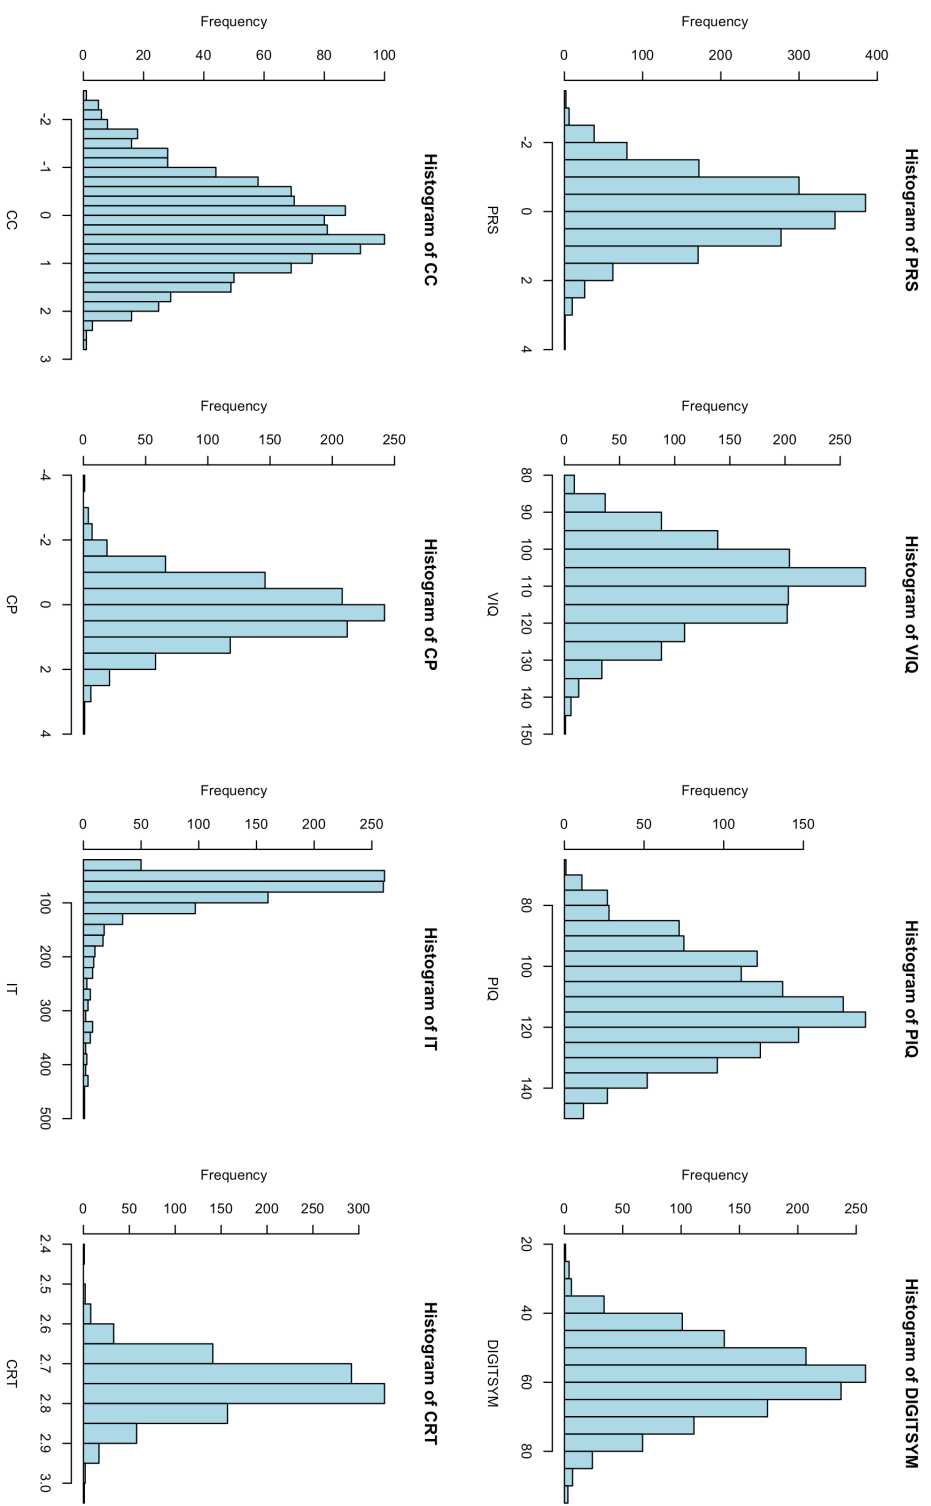 Histogram of PRS
Frequency
0 100 200 300 400
-2 0 2 4
PRS
Histogram of VIQ
Frequency
0 50 100 150 200 250
80 90 100 110 120 130 140 150
VIQ
Histogram of PIQ
Frequency
0 50 100 150
80 100 120 140
PIQ
Histogram of DIGITSYM
Frequency
0 50 100 150 200 250
20 40 60 80
DIGITSYM
Histogram of CC
Frequency
0 20 40 60 80 100
-2 -1 0 1 2 3
CC
Histogram of CP
Frequency
0 50 100 150 200 250
-4 -2 0 2 4
CP
Histogram of IT
Frequency
0 50 100 150 200 250
100 200 300 400 500
IT
Histogram of CRT
Frequency
0 50 100 150 200 250 300
2.4 2.5 2.6 2.7 2.8 2.9 3.0
CRT